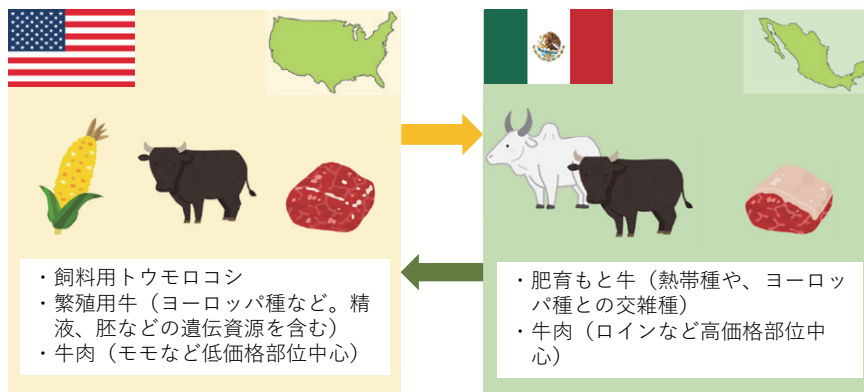 ・飼料用トウモロコシ
・繁殖用牛（ヨーロッパ種など。精
液、胚などの遺伝資源を含む）
・牛肉（モモなど低価格部位中心）
・肥育もと牛（熱帯種や、ヨーロッ
パ種との交雑種）
・牛肉（ロインなど高価格部位中
心）